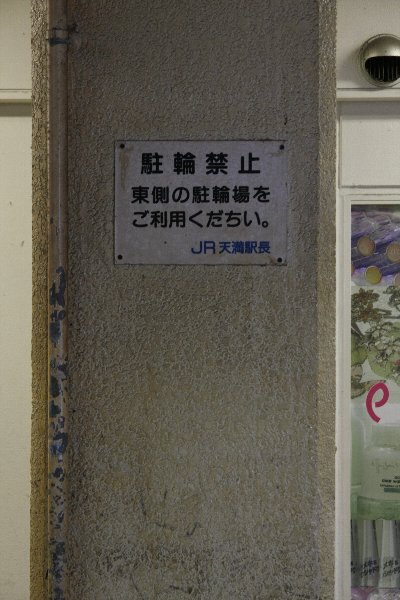 駐輪禁止
東側の駐輪場を
ご利用くだちい。
JR天満駅長